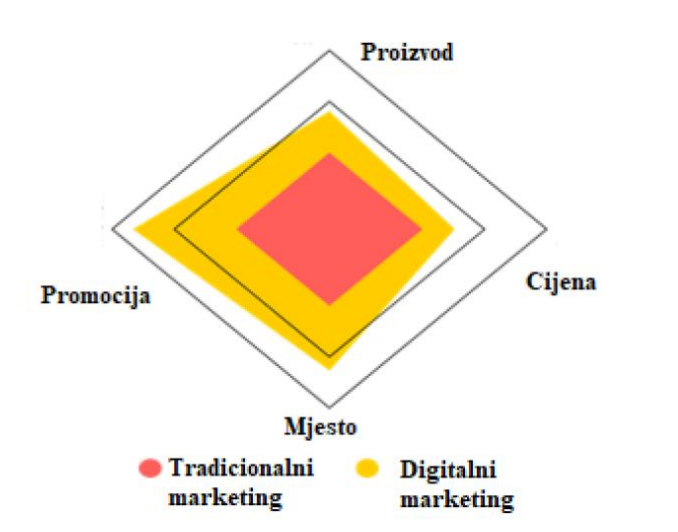 Proizvod
Cijena
Promocija
Mjesto
Tradicionalni
marketing
Digitalni
marketing